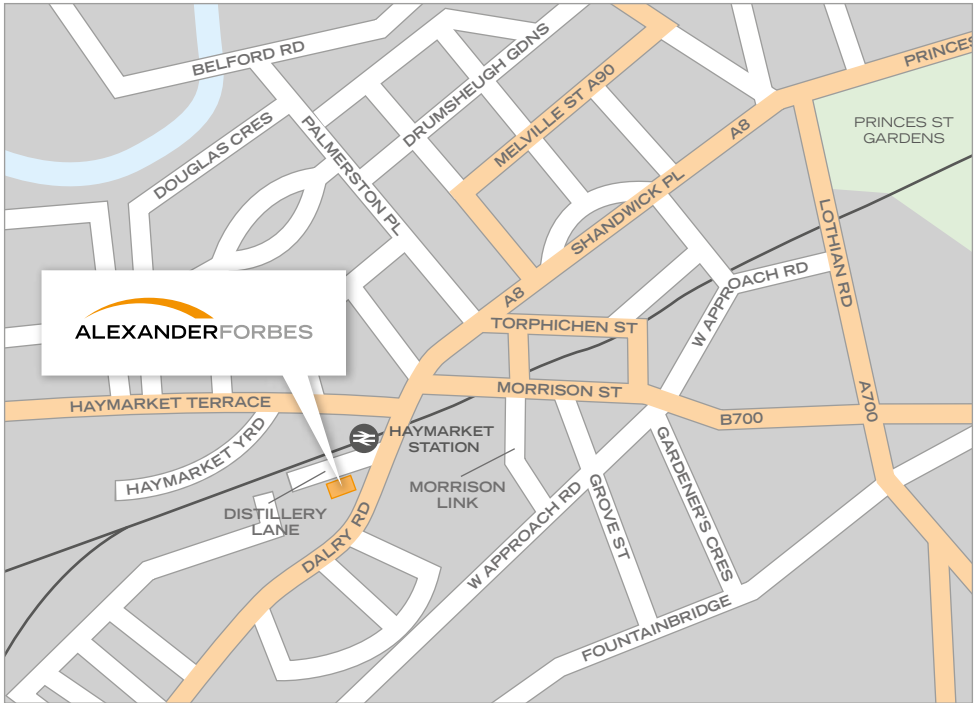 BELFORD RD
DRUMSHEUGH GDNS
PRINCES
MELVILLE ST A90
DOUGLAS CRES
PALMERSTON PL
A8
PRINCES ST
GARDENS
SHANDWICK PL
LOTHIAN RD
W APPROACH RD
A8
ALEXANDERFORBES
TORPHICHEN ST
MORRISON ST
HAYMARKET TERRACE
B700
A700
HAYMARKET
STATION
HAYMARKET YRD
MORRISON
LINK
GARDENER'S CRES
GROVE ST
DISTILLERY
LANE
DALRY RD
W APPROACH RD
FOUNTAINBRIDGE